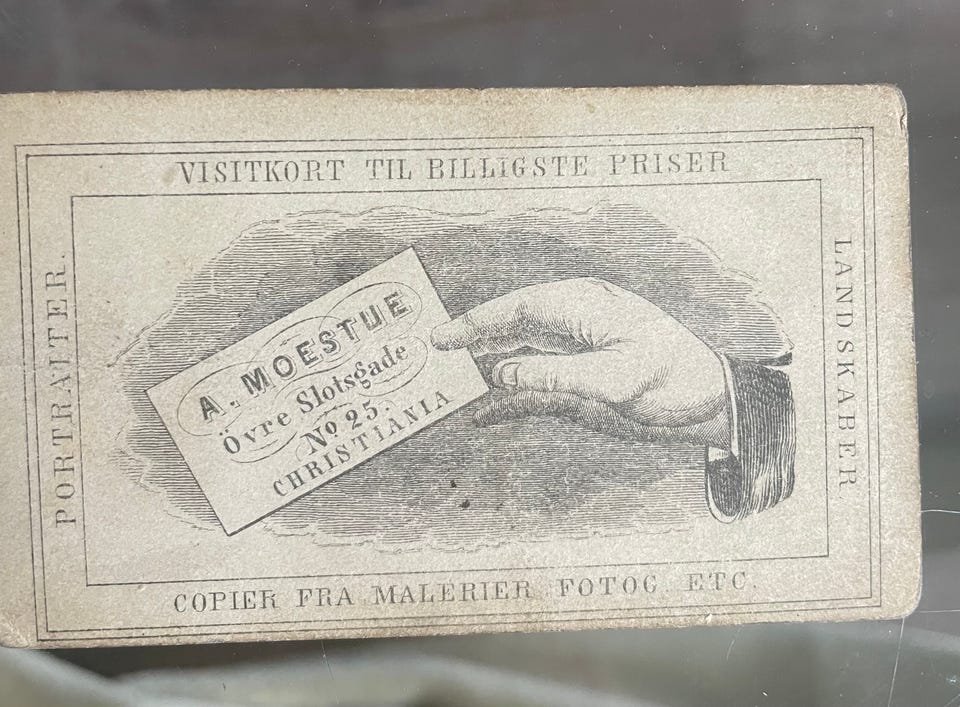 VISITKORT TIL BILLIGSTE PRISER
PORTRAITER.
A. MOESTUE
Övre Slotsgade
No 25.
CHRISTIANIA
LANDSKABER.
COPIER FRA MALERIER FOTOG. ETC.